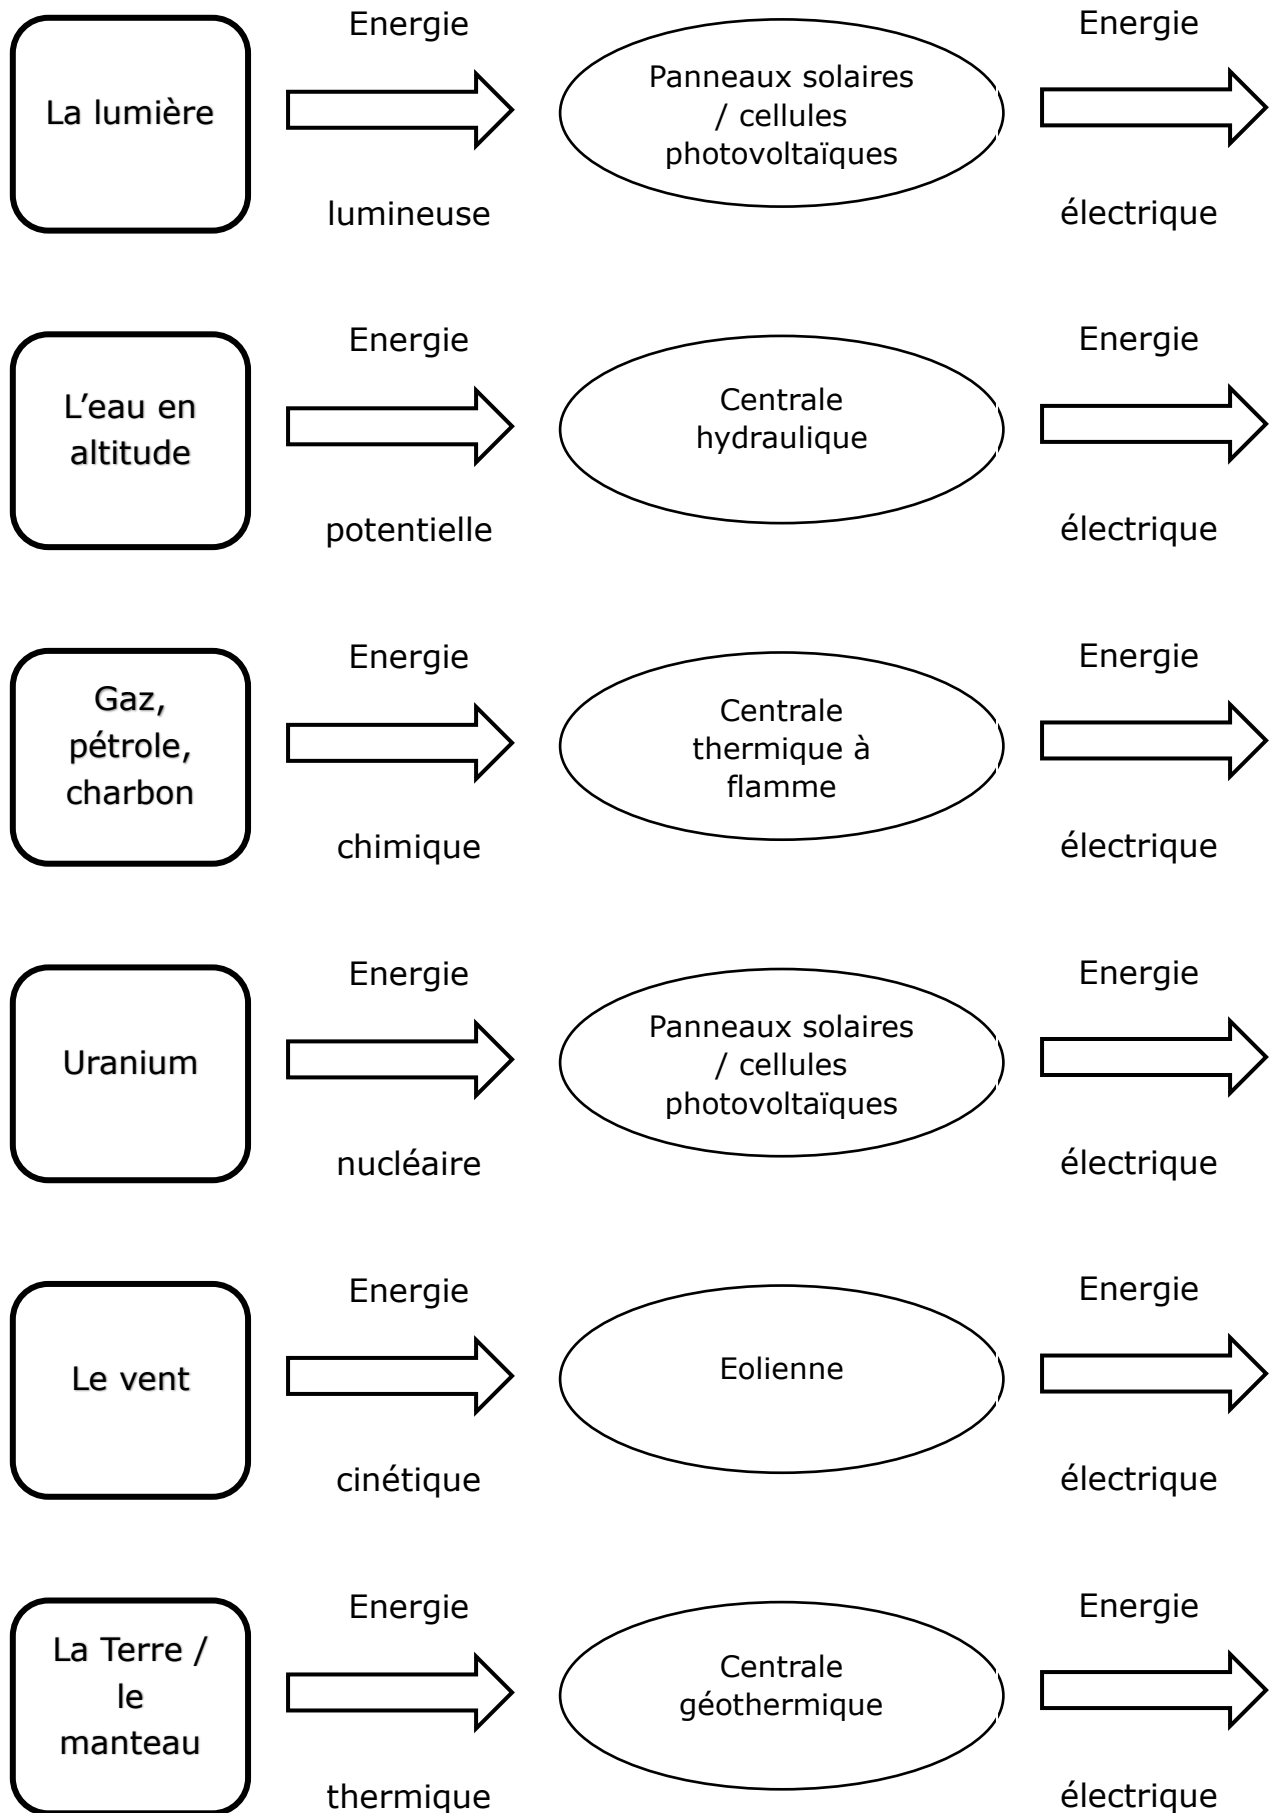 Energie
La lumière
lumineuse
Panneaux solaires
/ cellules
photovoltaïques
Energie
électrique
Energie
L’eau en
altitude
potentielle
Centrale
hydraulique
Energie
électrique
Energie
Gaz,
pétrole,
charbon
chimique
Centrale
thermique à
flamme
Energie
électrique
Energie
Uranium
nucléaire
Panneaux solaires
/ cellules
photovoltaïques
Energie
électrique
Energie
Le vent
cinétique
Eolienne
Energie
électrique
Energie
La Terre /
le
manteau
thermique
Centrale
géothermique
Energie
électrique